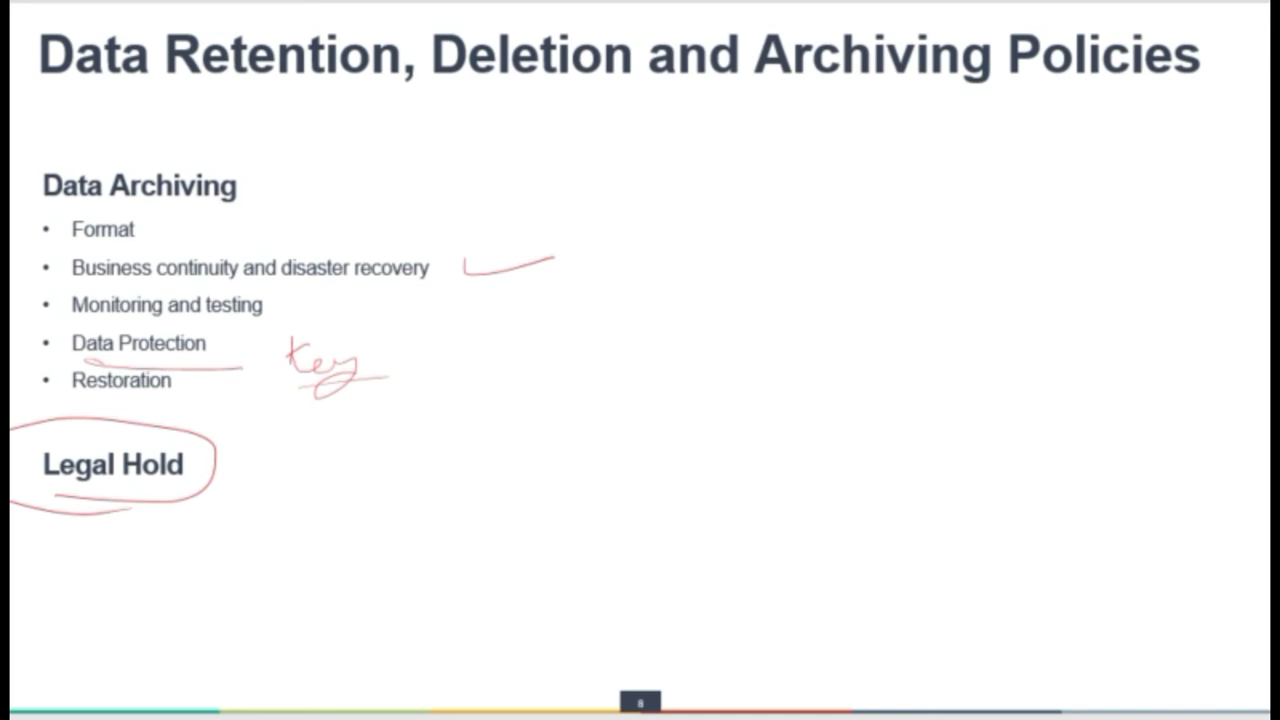 Data Retention, Deletion and Archiving Policies
Data Archiving
• Format
• Business continuity and disaster recovery
• Monitoring and testing
• Data Protection
Key
• Restoration
Legal Hold
8